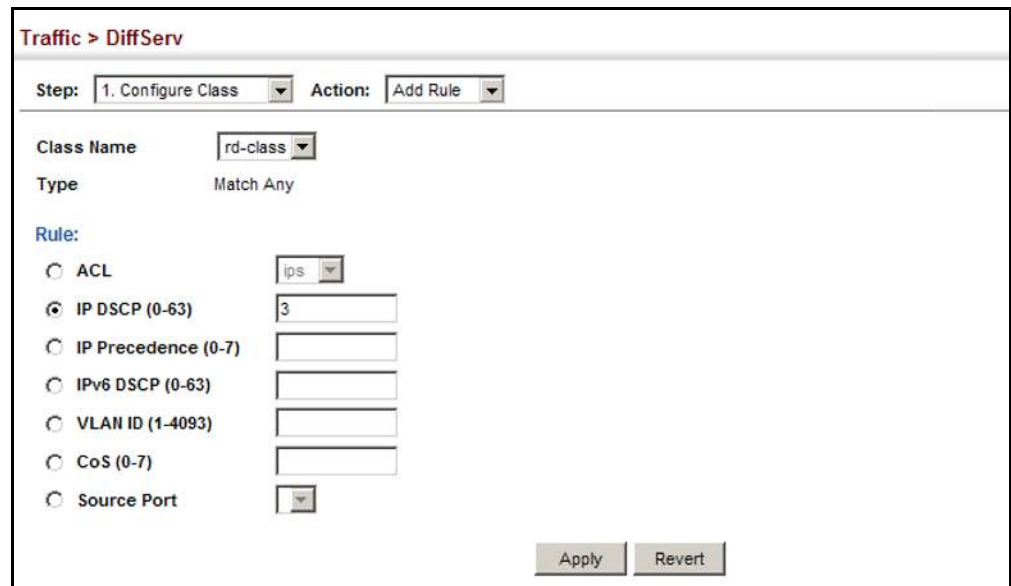 Traffic > DiffServ
Step: 1. Configure Class Action: Add Rule
Class Name rd-class
Type Match Any
Rule:
ACL ips
IP DSCP (0-63) 3
IP Precedence (0-7)
IPv6 DSCP (0-63)
VLAN ID (1-4093)
CoS (0-7)
Source Port
Apply Revert